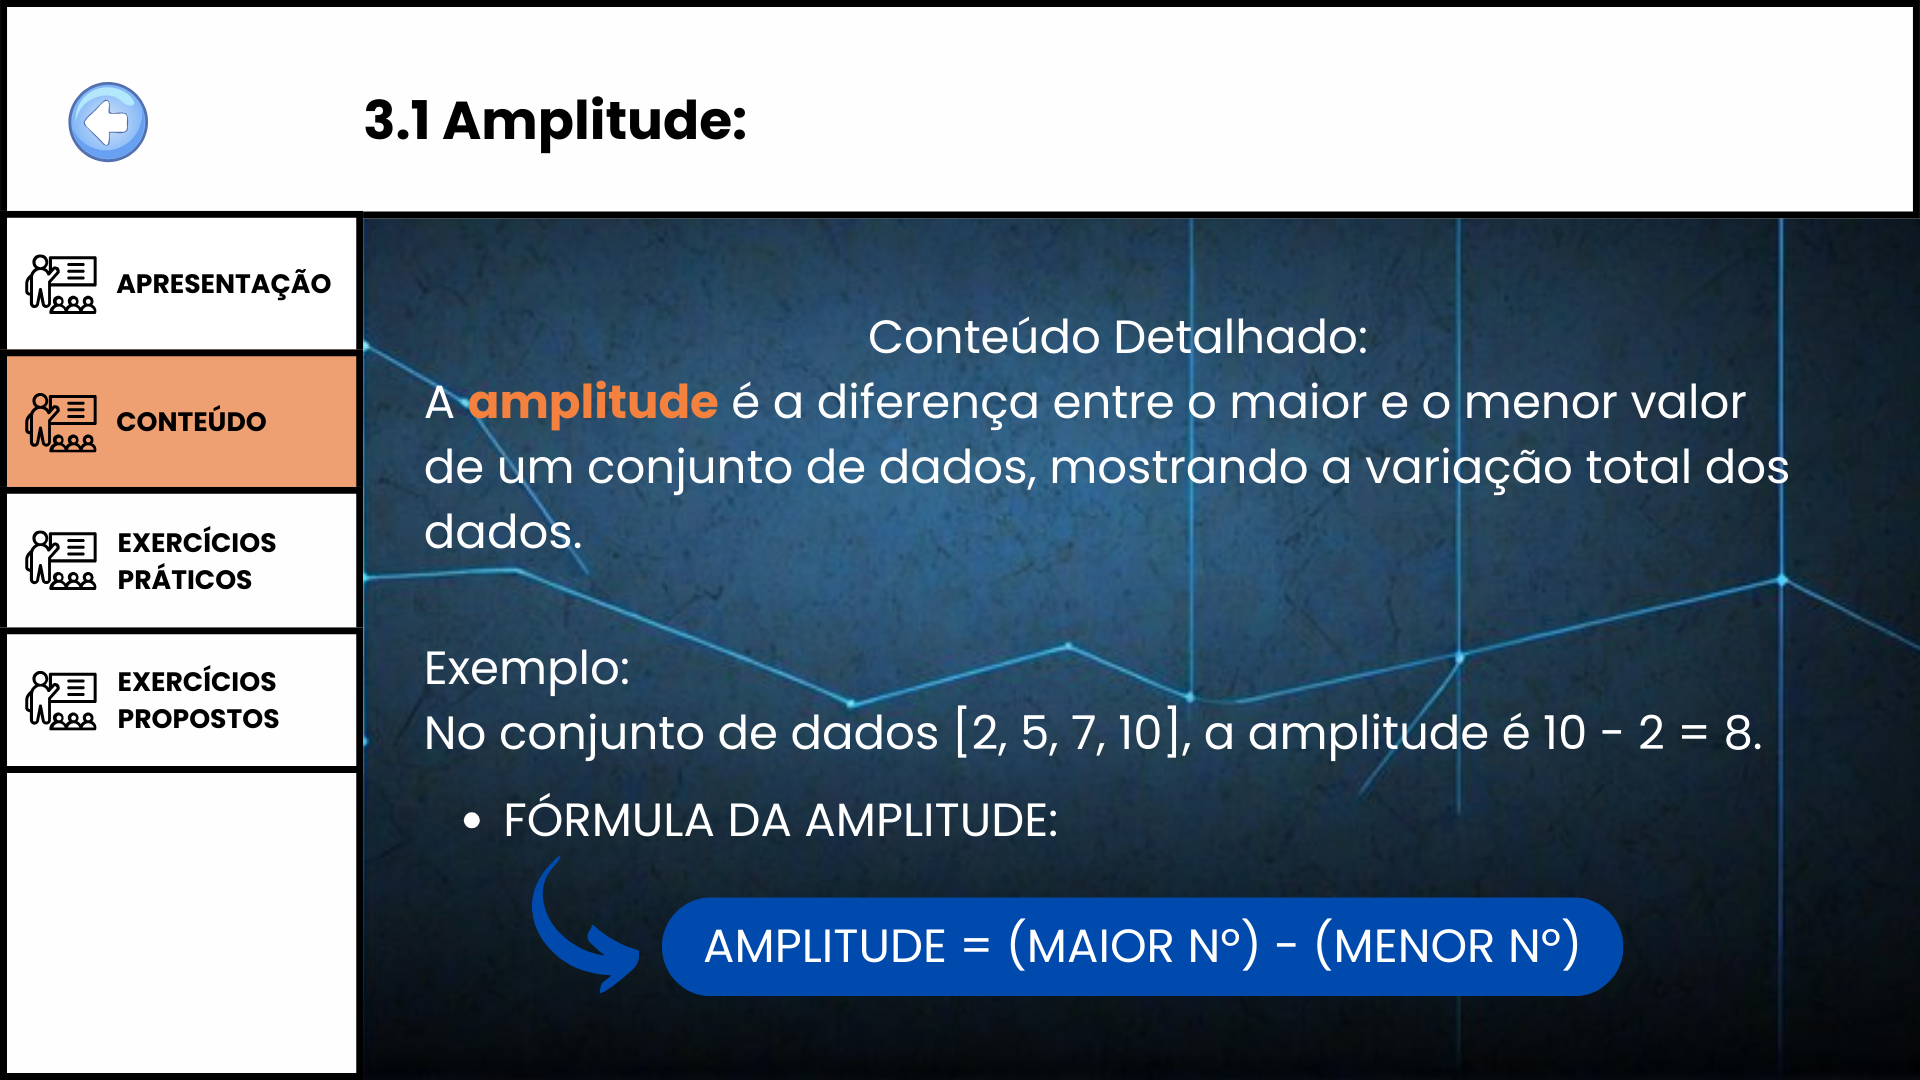 3.1 Amplitude:
APRESENTAÇÃO
CONTEÚDO
EXERCÍCIOS
PRÁTICOS
EXERCÍCIOS
PROPOSTOS
Conteúdo Detalhado:
A amplitude é a diferença entre o maior e o menor valor
de um conjunto de dados, mostrando a variação total dos
dados.
Exemplo:
No conjunto de dados [2, 5, 7, 10], a amplitude é 10 - 2 = 8.
• FÓRMULA DA AMPLITUDE:
AMPLITUDE = (MAIOR Nº) - (MENOR Nº)